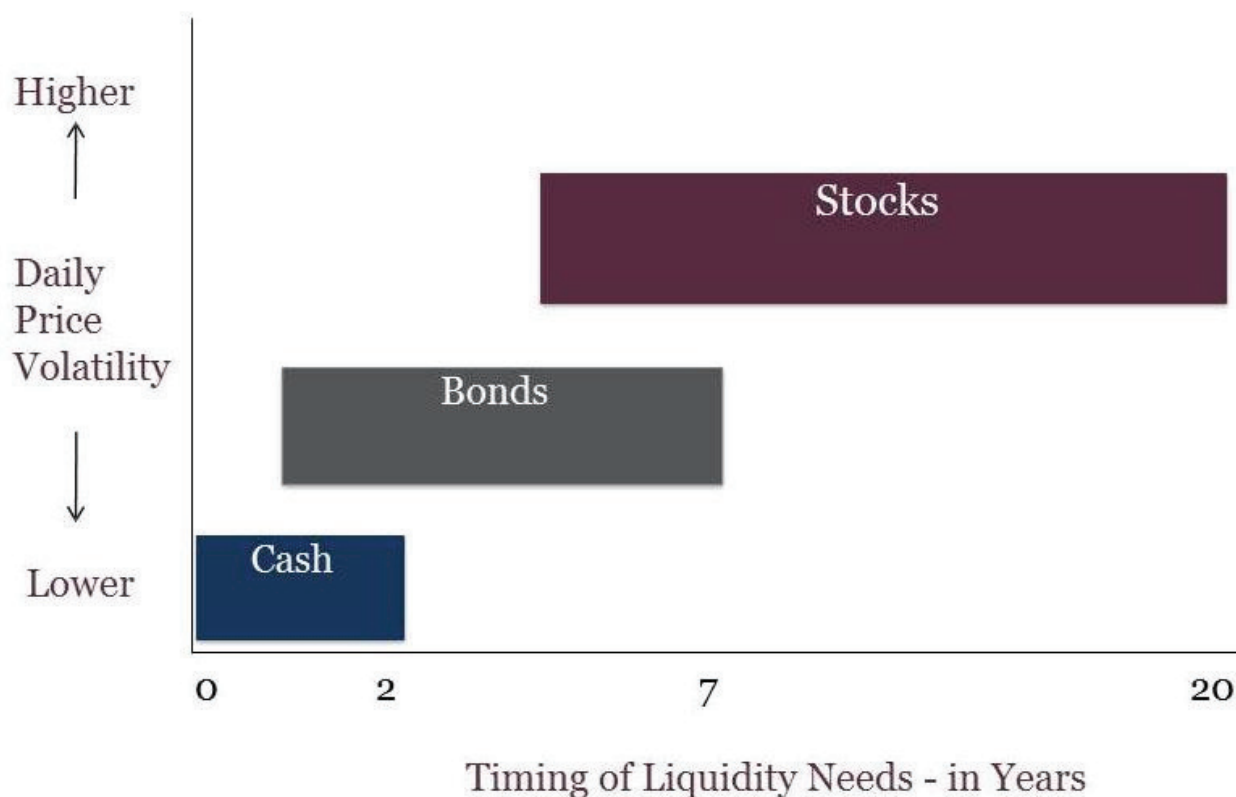 Higher
Stocks
Daily
Price
Volatility
Bonds
Cash
Lower
0 2 7 20
Timing of Liquidity Needs - in Years